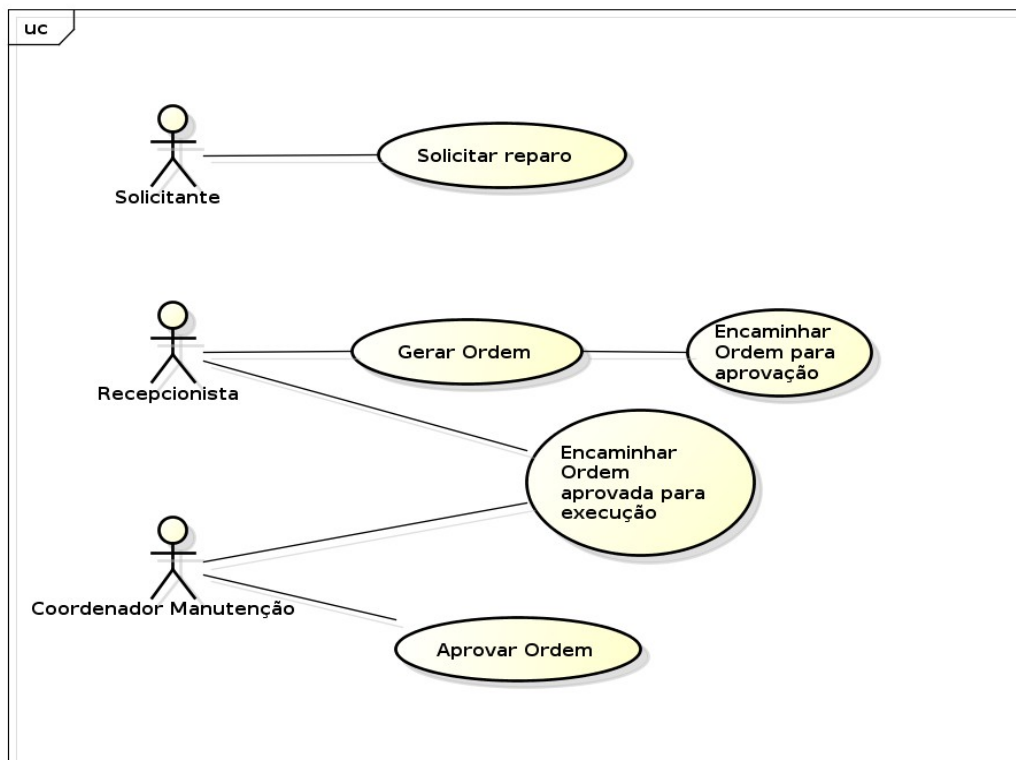 uc
Solicitar reparo
Solicitante
Encaminhar
Ordem para
aprovação
Gerar Ordem
Recepcionista
Encaminhar
Ordem
aprovada para
execução
Coordenador Manutenção
Aprovar Ordem